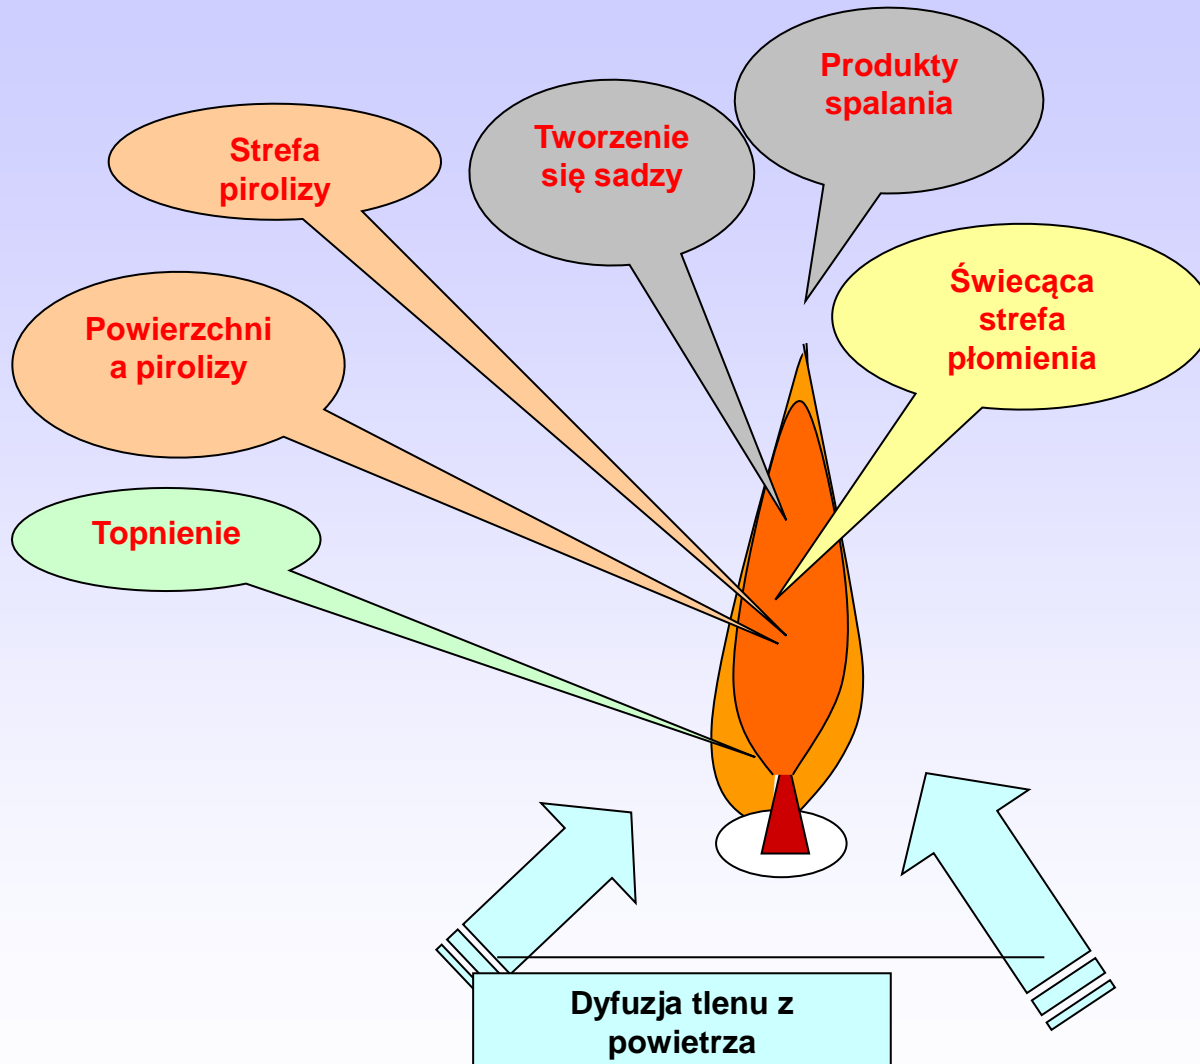 Produkty
spalania
Tworzenie
się sadzy
Strefa
pirolizy
Świecąca
strefa
płomienia
Powierzchni
a pirolizy
Topnienie
Dyfuzja tlenu z
powietrza